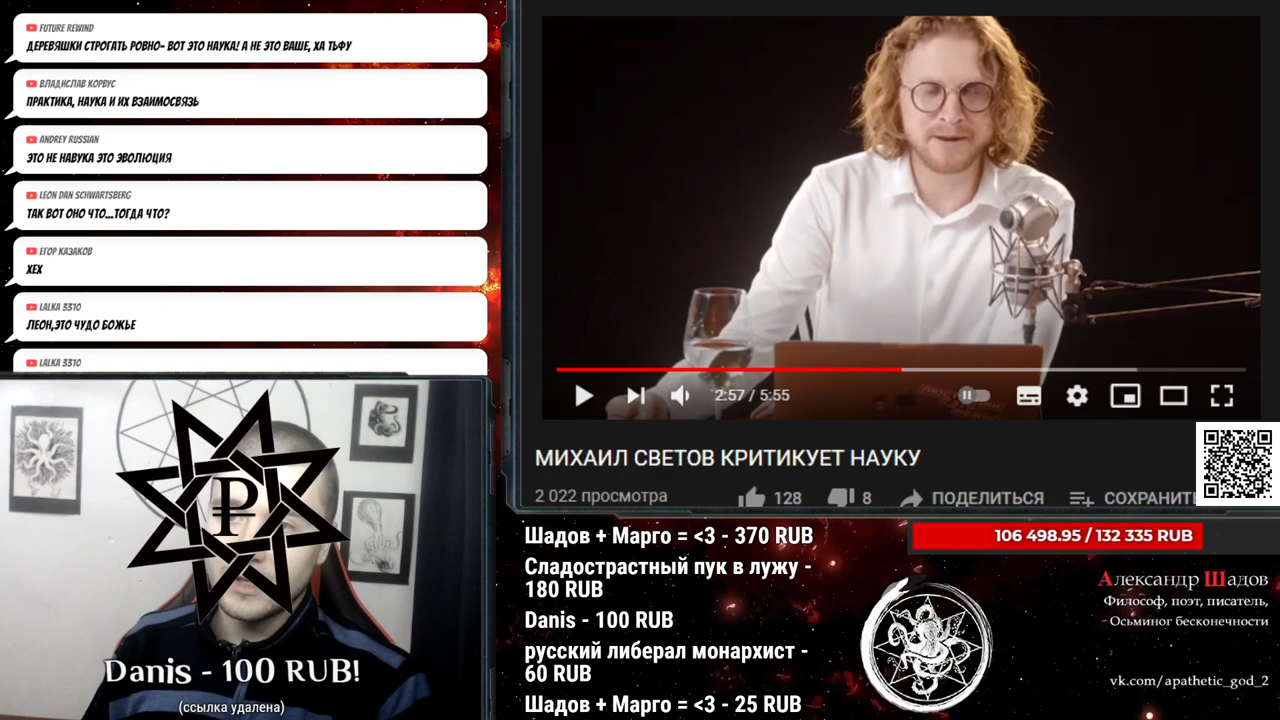 FUTURE REWIND
ДЕРЕВЯШКИ СТРОГАТЬ РОВНО- ВОТ ЭТО НАУКА! А НЕ ЭТО ВАШЕ, ХА ТЬФУ
ВЛАДИСЛАВ КОРВУС
ПРАКТИКА, НАУКА И ИХ ВЗАИМОСВЯЗЬ
ANDREY RUSSIAN
ЭТО НЕ НАВУКА ЭТО ЭВОЛЮЦИЯ
LEON DAN SCHWARTSBERG
ТАК ВОТ ОНО ЧТО...ТОГДА ЧТО?
ЕГОР КАЗАКОВ
ХЕХ
LALKA 3310
ЛЕОН,ЭТО ЧУДО БОЖЬЕ
LALKA 3310
2:57 / 5:55
МИХАИЛ СВЕТОВ КРИТИКУЕТ НАУКУ
2 022 просмотра
128
8
ПОДЕЛИТЬСЯ
СОХРАНИТЬ
₽
Danis - 100 RUB!
(ссылка удалена)
Шадов + Марго = <3 - 370 RUB
Сладострастный пук в лужу -
180 RUB
Danis - 100 RUB
русский либерал монархист -
60 RUB
Шадов + Марго = <3 - 25 RUB
106 498.95 / 132 335 RUB
Александр Шадов
Философ, поэт, писатель,
Осьминог бесконечности
vk.com/apathetic_god_2